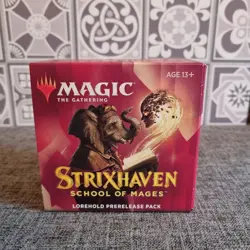 MAGIC
THE GATHERING
AGE 13+
STRIXHAVEN
SCHOOL OF MAGES
LOREHOLD PRERELEASE PACK